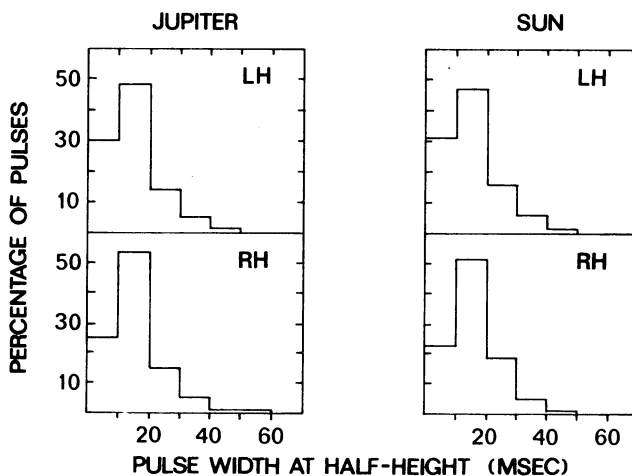 JUPITER
SUN
PERCENTAGE OF PULSES
50
30
10
LH
LH
50
30
10
RH
RH
20 40 60
20 40 60
PULSE WIDTH AT HALF-HEIGHT (MSEC)